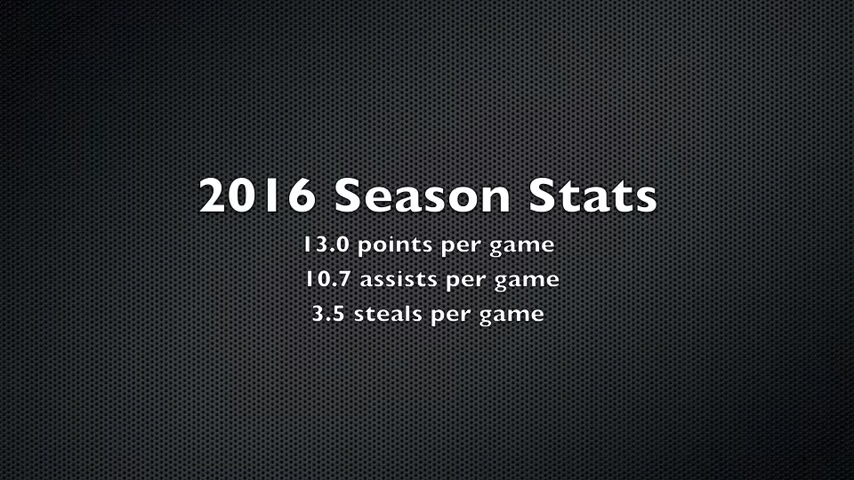 2016 Season Stats
13.0 points per game
10.7 assists per game
3.5 steals per game